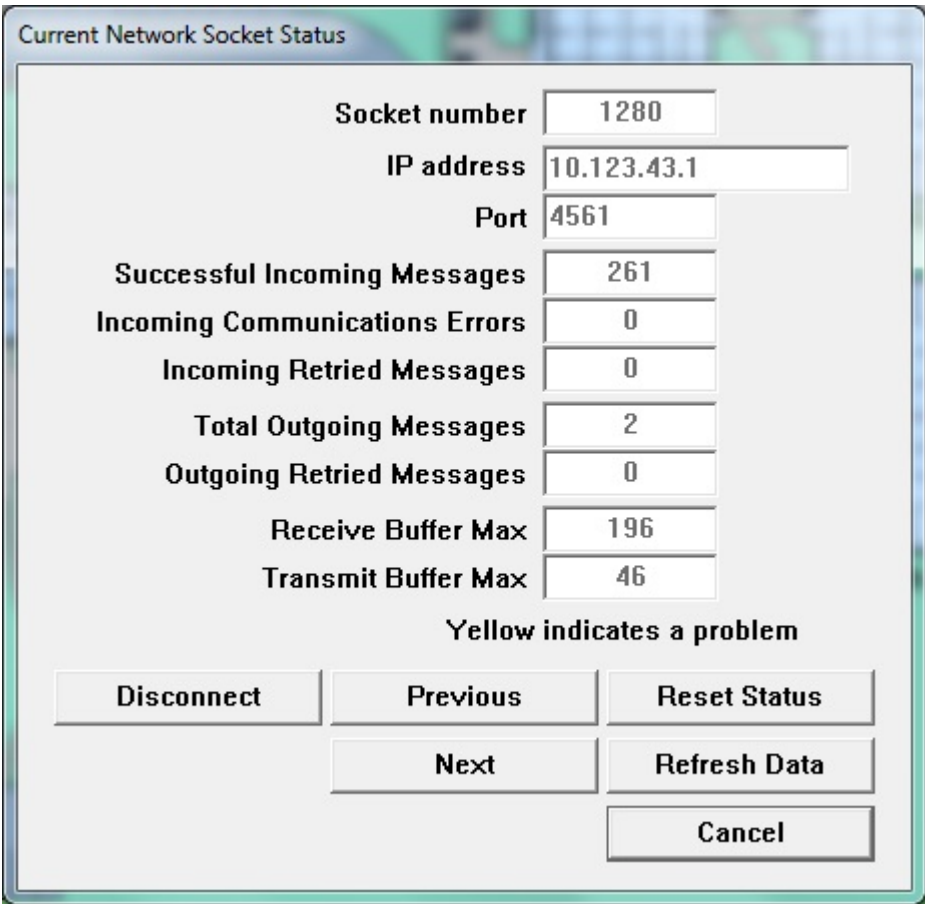 Current Network Socket Status
Socket number 1280
IP address 10.123.43.1
Port 4561
Successful Incoming Messages 261
Incoming Communications Errors 0
Incoming Retried Messages 0
Total Outgoing Messages 2
Outgoing Retried Messages 0
Receive Buffer Max 196
Transmit Buffer Max 46
Yellow indicates a problem
Disconnect Previous Reset Status
Next Refresh Data
Cancel